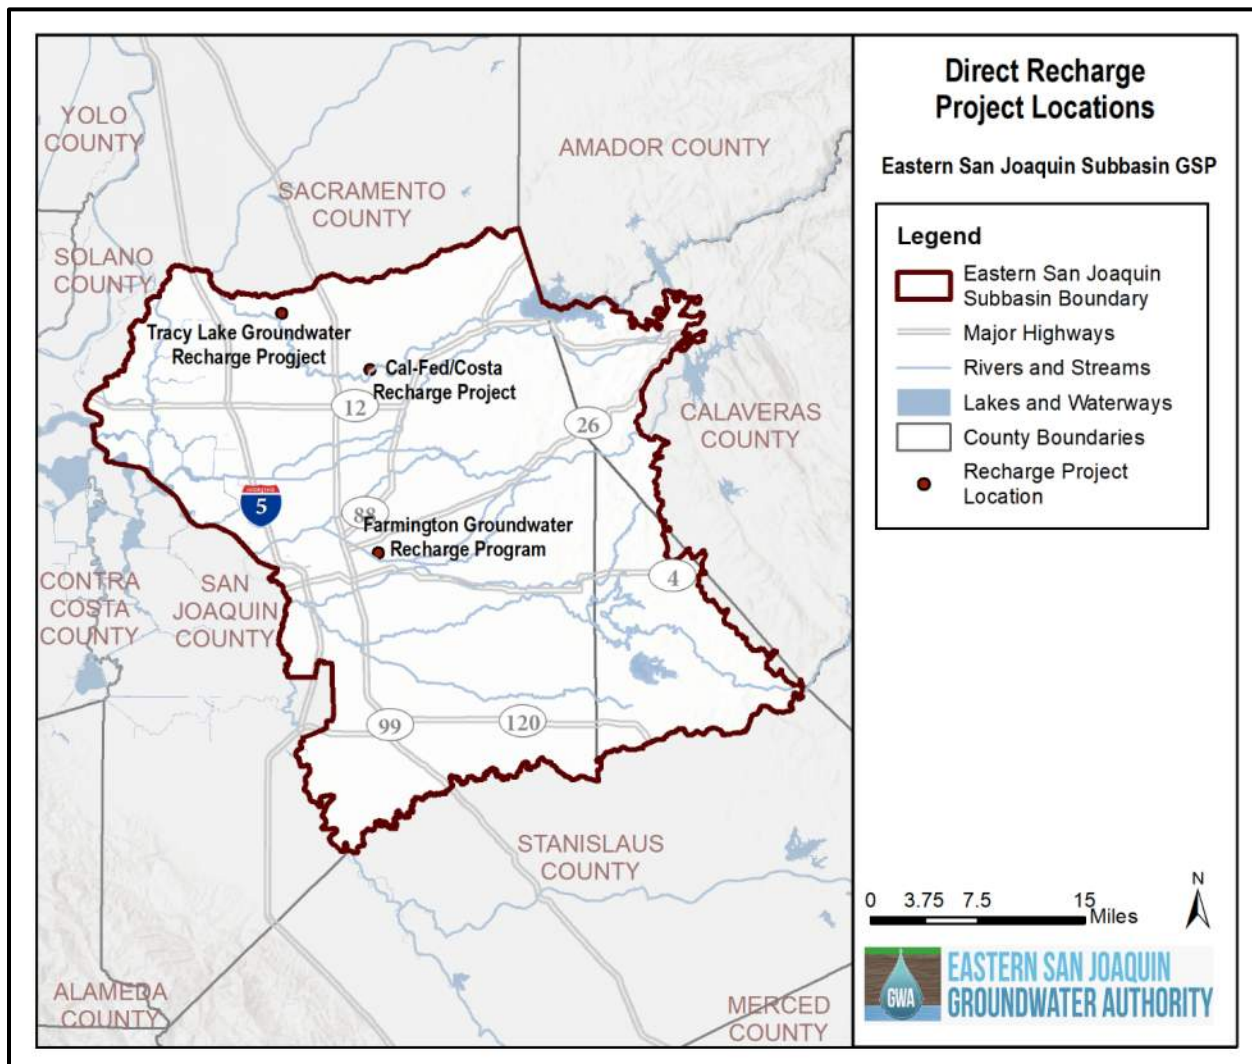 Direct Recharge
Project Locations
Eastern San Joaquin Subbasin GSP
Legend
Eastern San Joaquin
Subbasin Boundary
Major Highways
Rivers and Streams
Lakes and Waterways
County Boundaries
Recharge Project
Location
YOLO
COUNTY
AMADOR COUNTY
SACRAMENTO
COUNTY
SOLANO
COUNTY
Tracy Lake Groundwater
Recharge Progject
Cal-Fed/Costa
Recharge Project
12
26
CALAVERAS
COUNTY
5
88
Farmington Groundwater
Recharge Program
4
CONTRA
COSTA
COUNTY
SAN
JOAQUIN
COUNTY
99
120
STANISLAUS
COUNTY
ALAMEDA
COUNTY
MERCED
COUNTY
N
0 3.75 7.5 15
Miles
GWA
EASTERN SAN JOAQUIN
GROUNDWATER AUTHORITY